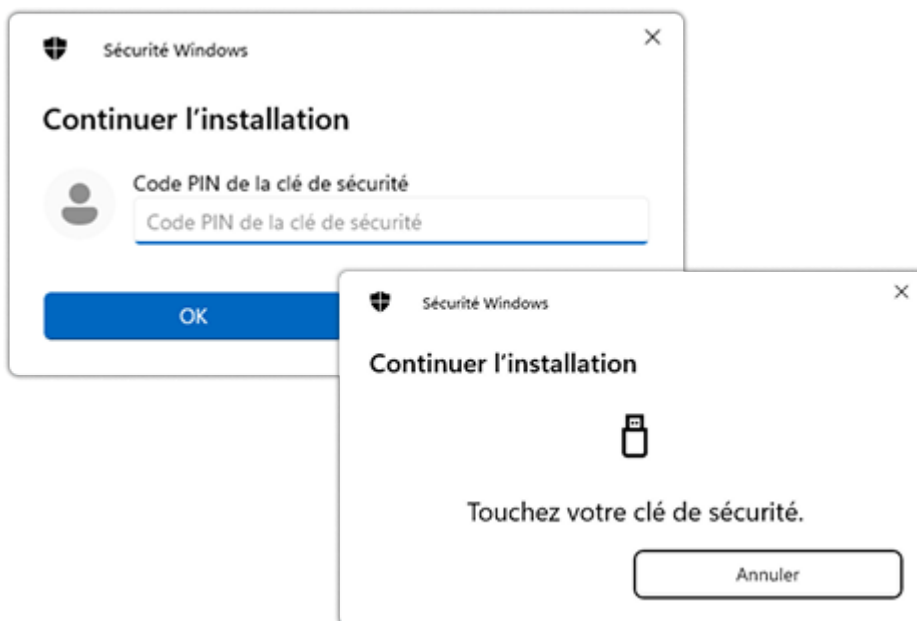 Sécurité Windows
Continuer l’installation
Code PIN de la clé de sécurité
Code PIN de la clé de sécurité
OK
Sécurité Windows
Continuer l’installation
Touchez votre clé de sécurité.
Annuler